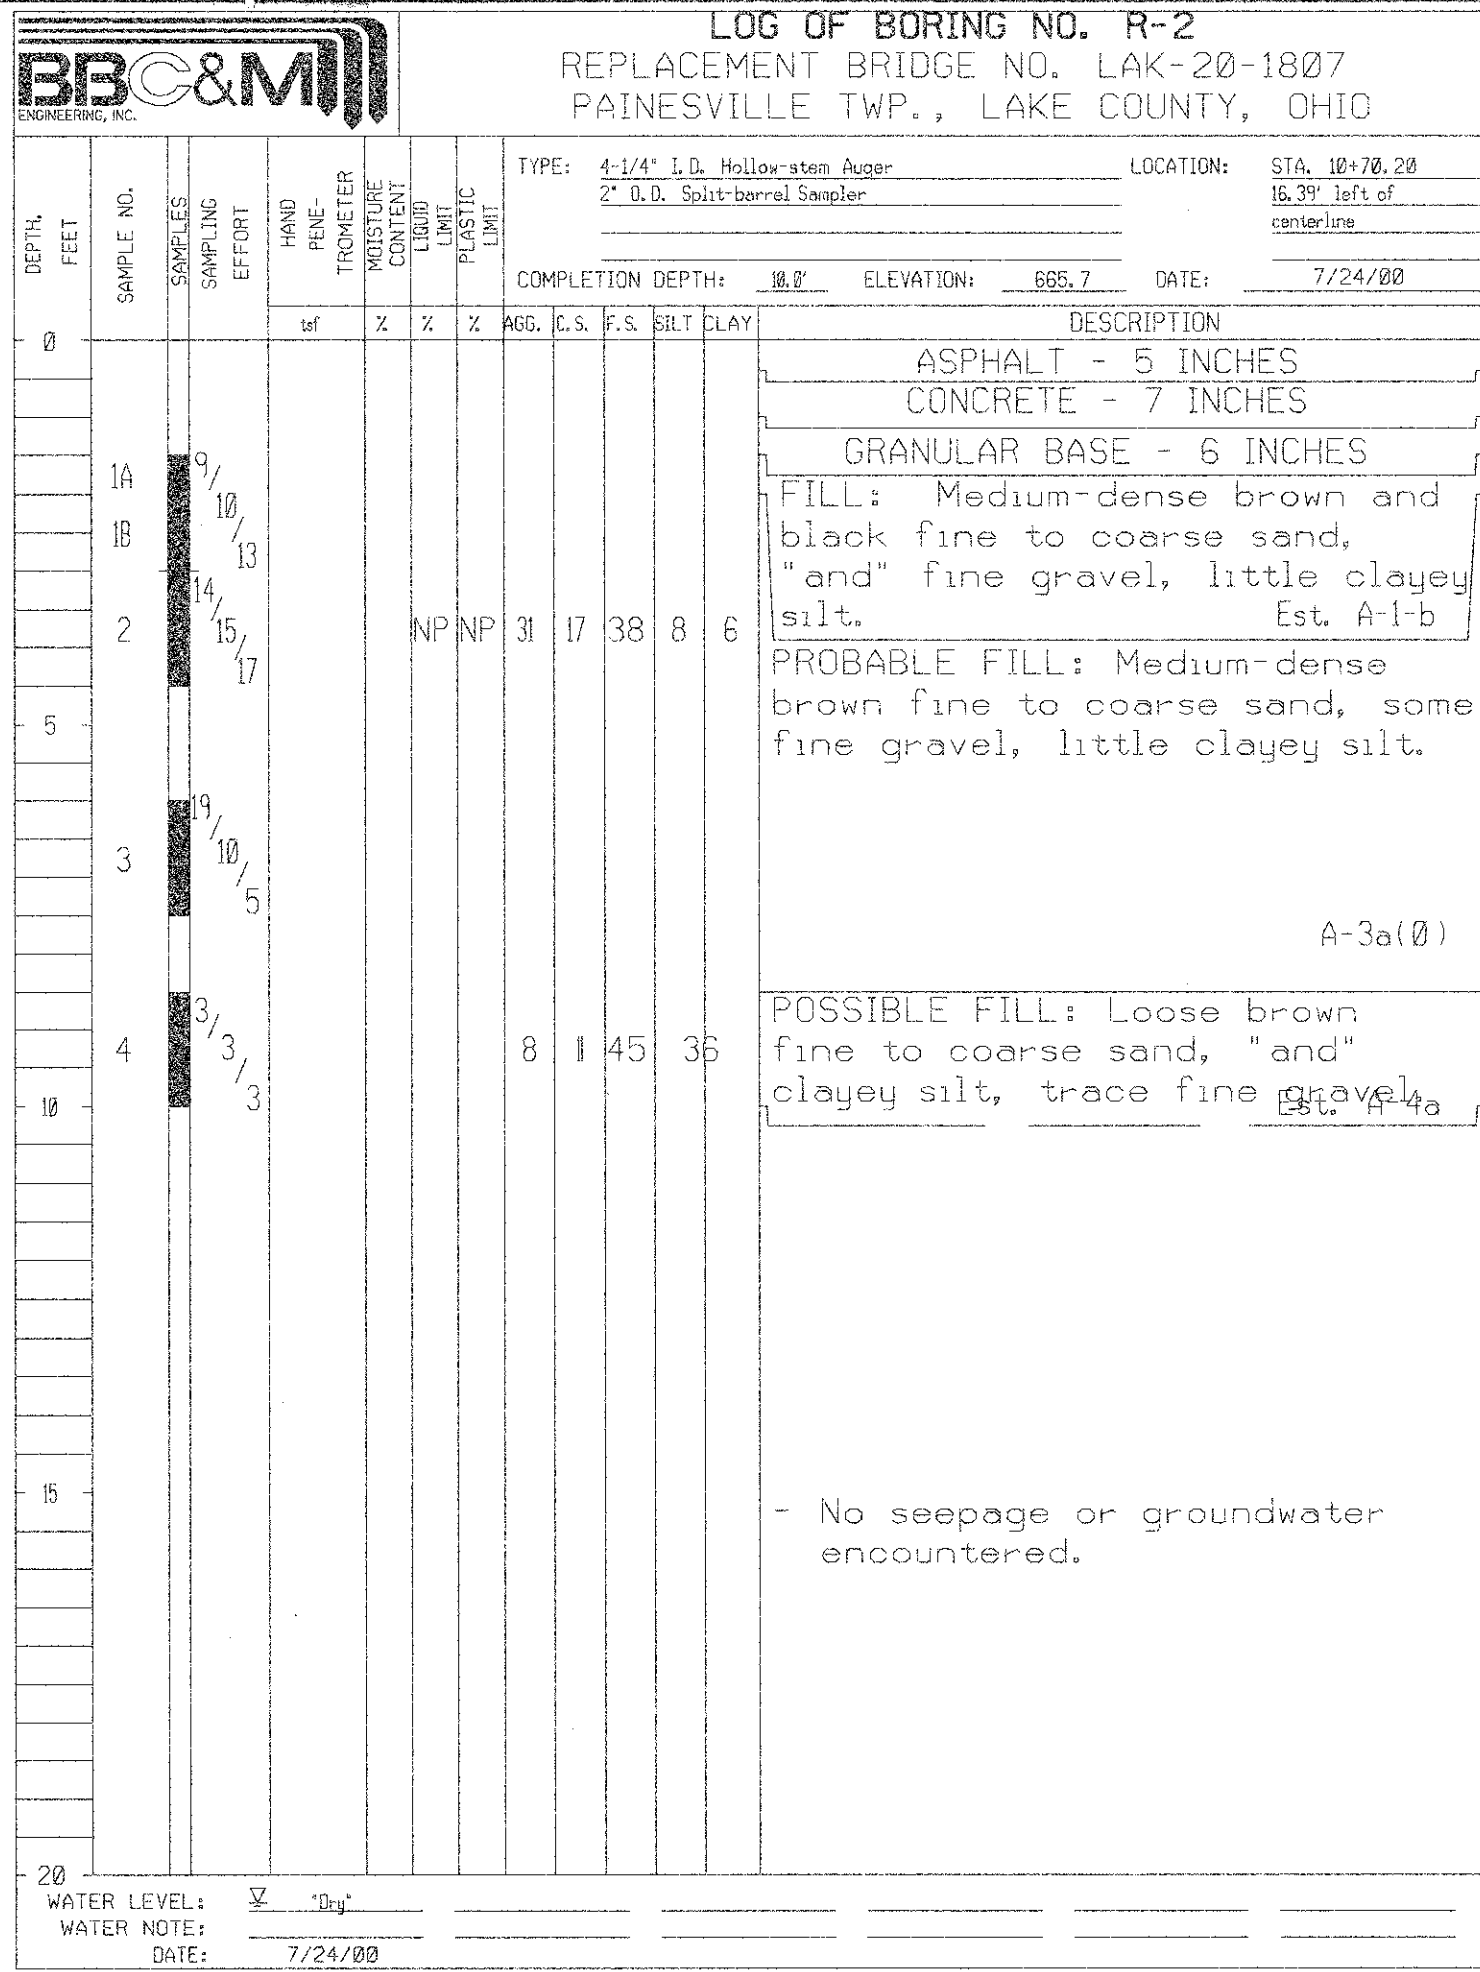 BBC&M
ENGINEERING, INC.
LOG OF BORING NO. R-2
REPLACEMENT BRIDGE NO. LAK-20-1807
PAINESVILLE TWP., LAKE COUNTY, OHIO
DEPTH, FEET
SAMPLE NO.
SAMPLES
SAMPLING EFFORT
HAND PENE-TROMETER
MOISTURE CONTENT
LIQUID LIMIT
PLASTIC LIMIT
TYPE: 4-1/4" I.D. Hollow-stem Auger
2" O.D. Split-barrel Sampler
LOCATION: STA. 10+70.20
16.39' left of
centerline
COMPLETION DEPTH: 10.0' ELEVATION: 665.7 DATE: 7/24/00
tsf % % % AGG. C.S. F.S. SILT CLAY DESCRIPTION
0
ASPHALT - 5 INCHES
CONCRETE - 7 INCHES
GRANULAR BASE - 6 INCHES
1A 9/10/13
1B
FILL: Medium-dense brown and
black fine to coarse sand,
"and" fine gravel, little clayey
silt. Est. A-1-b
2 14/15/17 NP NP 31 17 38 8 6
PROBABLE FILL: Medium-dense
brown fine to coarse sand, some
fine gravel, little clayey silt.
5
3 19/10/5
A-3a(0)
POSSIBLE FILL: Loose brown
fine to coarse sand, "and"
clayey silt, trace fine gravel.
Est. A-4a
4 3/3/3 8 11 45 36
10
15
- No seepage or groundwater
encountered.
20
WATER LEVEL: "Dry"
WATER NOTE:
DATE: 7/24/00